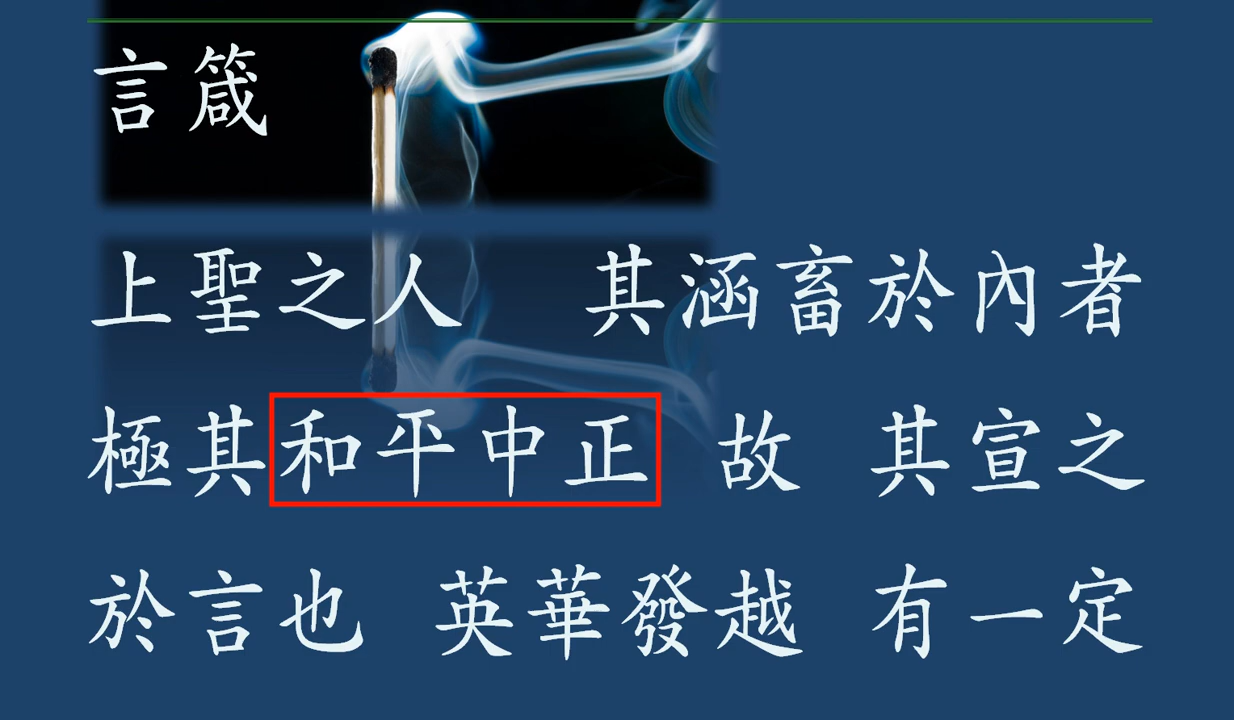 言箴
上聖之人　其涵畜於內者
極其和平中正　故　其宣之
於言也　英華發越　有一定